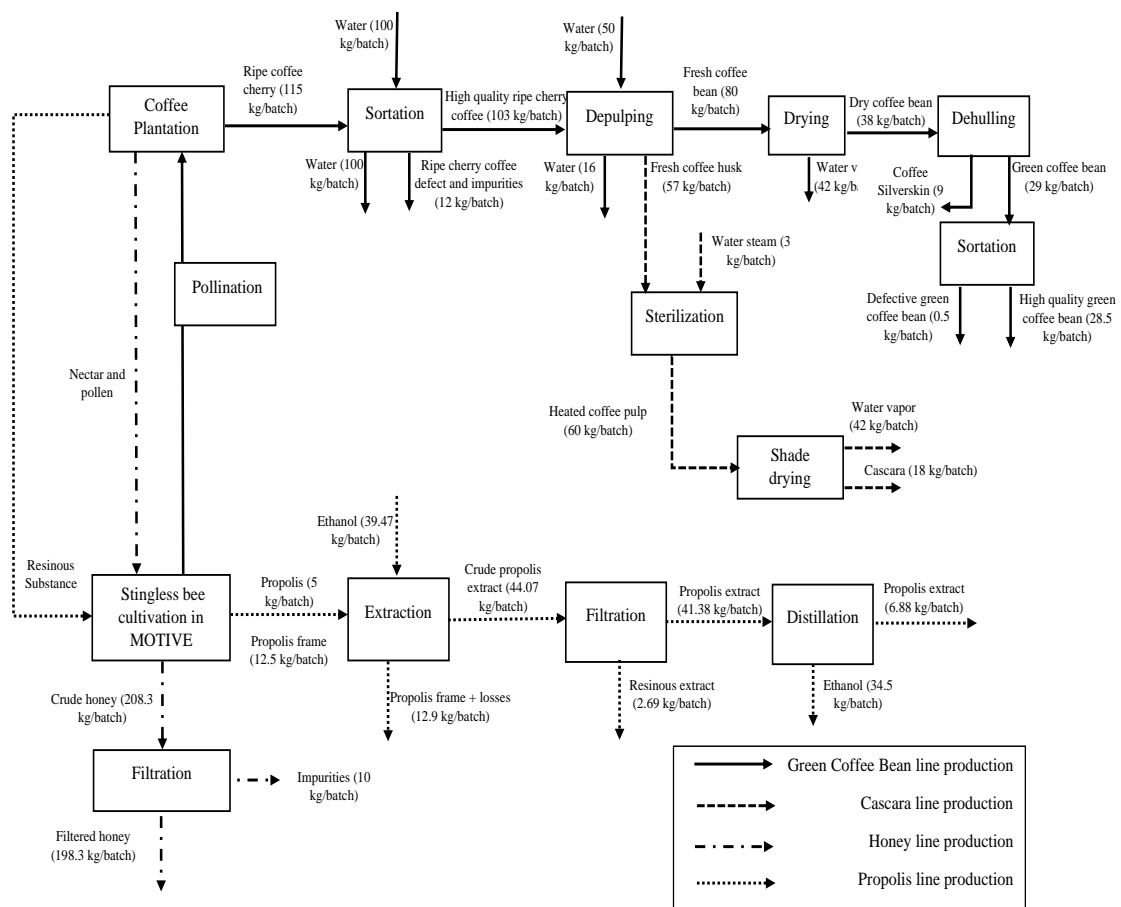 Water (100
kg/batch)
Water (50
kg/batch)
Ripe coffee
cherry (115
kg/batch)
High quality ripe cherry
coffee (103 kg/batch)
Fresh coffee
bean (80
kg/batch)
Dry coffee bean
(38 kg/batch)
Coffee
Plantation
Sortation
Depulping
Drying
Dehulling
Water
(100
kg/batch)
Ripe cherry coffee
defect and impurities
(12 kg/batch)
Water (16
kg/batch)
Fresh coffee husk
(57 kg/batch)
Water v
(42 kg/b
Coffee
Silverskin (9
kg/batch)
Green coffee bean
(29 kg/batch)
Water steam (3
kg/batch)
Sortation
Pollination
Sterilization
Defective green
coffee bean (0.5
kg/batch)
High quality green
coffee bean (28.5
kg/batch)
Nectar and
pollen
Heated coffee pulp
(60 kg/batch)
Water vapor
(42 kg/batch)
Shade
drying
Cascara (18 kg/batch)
Resinous
Substance
Ethanol (39.47
kg/batch)
Stingless bee
cultivation in
MOTIVE
Propolis (5
kg/batch)
Propolis frame
(12.5 kg/batch)
Extraction
Crude propolis
extract (44.07
kg/batch)
Filtration
Propolis extract
(41.38 kg/batch)
Distillation
Propolis extract
(6.88 kg/batch)
Crude honey (208.3
kg/batch)
Propolis frame + losses
(12.9 kg/batch)
Resinous extract
(2.69 kg/batch)
Ethanol (34.5
kg/batch)
Filtration
Impurities (10
kg/batch)
Filtered honey
(198.3 kg/batch)
Green Coffee Bean line production
Cascara line production
Honey line production
Propolis line production